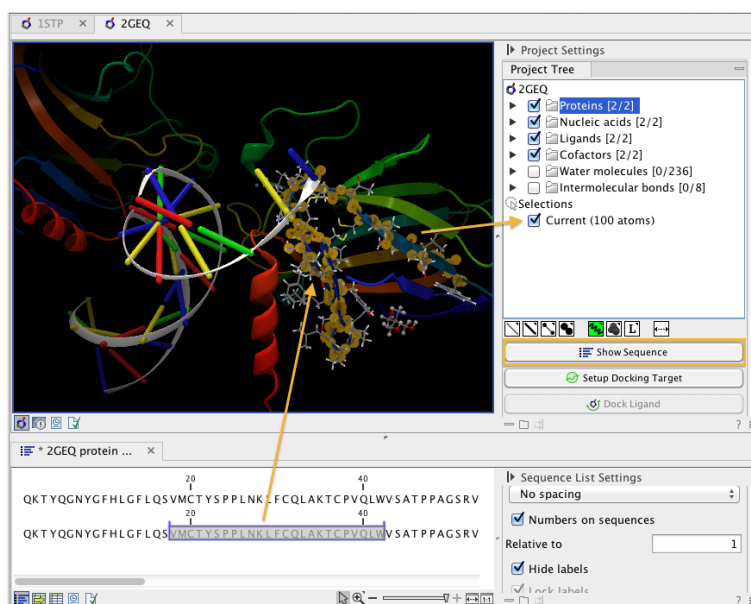 1STP
2GEQ
Project Settings
Project Tree
2GEQ
Proteins [2/2]
Nucleic acids [2/2]
Ligands [2/2]
Cofactors [2/2]
Water molecules [0/236]
Intermolecular bonds [0/8]
Selections
Current (100 atoms)
L
Show Sequence
Setup Docking Target
Dock Ligand
?
* 2GEQ protein ...
20 40
QKTYQGNYGFHLGFLQSVMCTYSPPLNKLFCQLAKTCPVQLWVSATPPAGSRV
20 40
QKTYQGNYGFHLGFLQSVMCTYSPPLNKLFCQLAKTCPVQLWVSATPPAGSRV
Sequence List Settings
No spacing
Numbers on sequences
Relative to 1
Hide labels
Lock labels
1:1
?